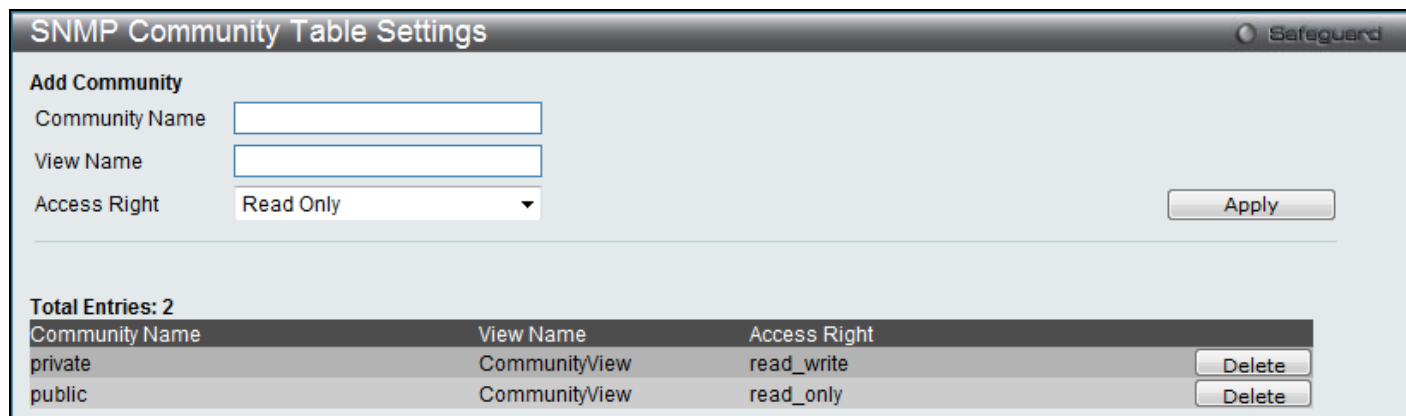 SNMP Community Table Settings
Safeguard
Add Community
Community Name
View Name
Access Right Read Only Apply
Total Entries: 2
Community Name View Name Access Right
private CommunityView read_write Delete
public CommunityView read_only Delete